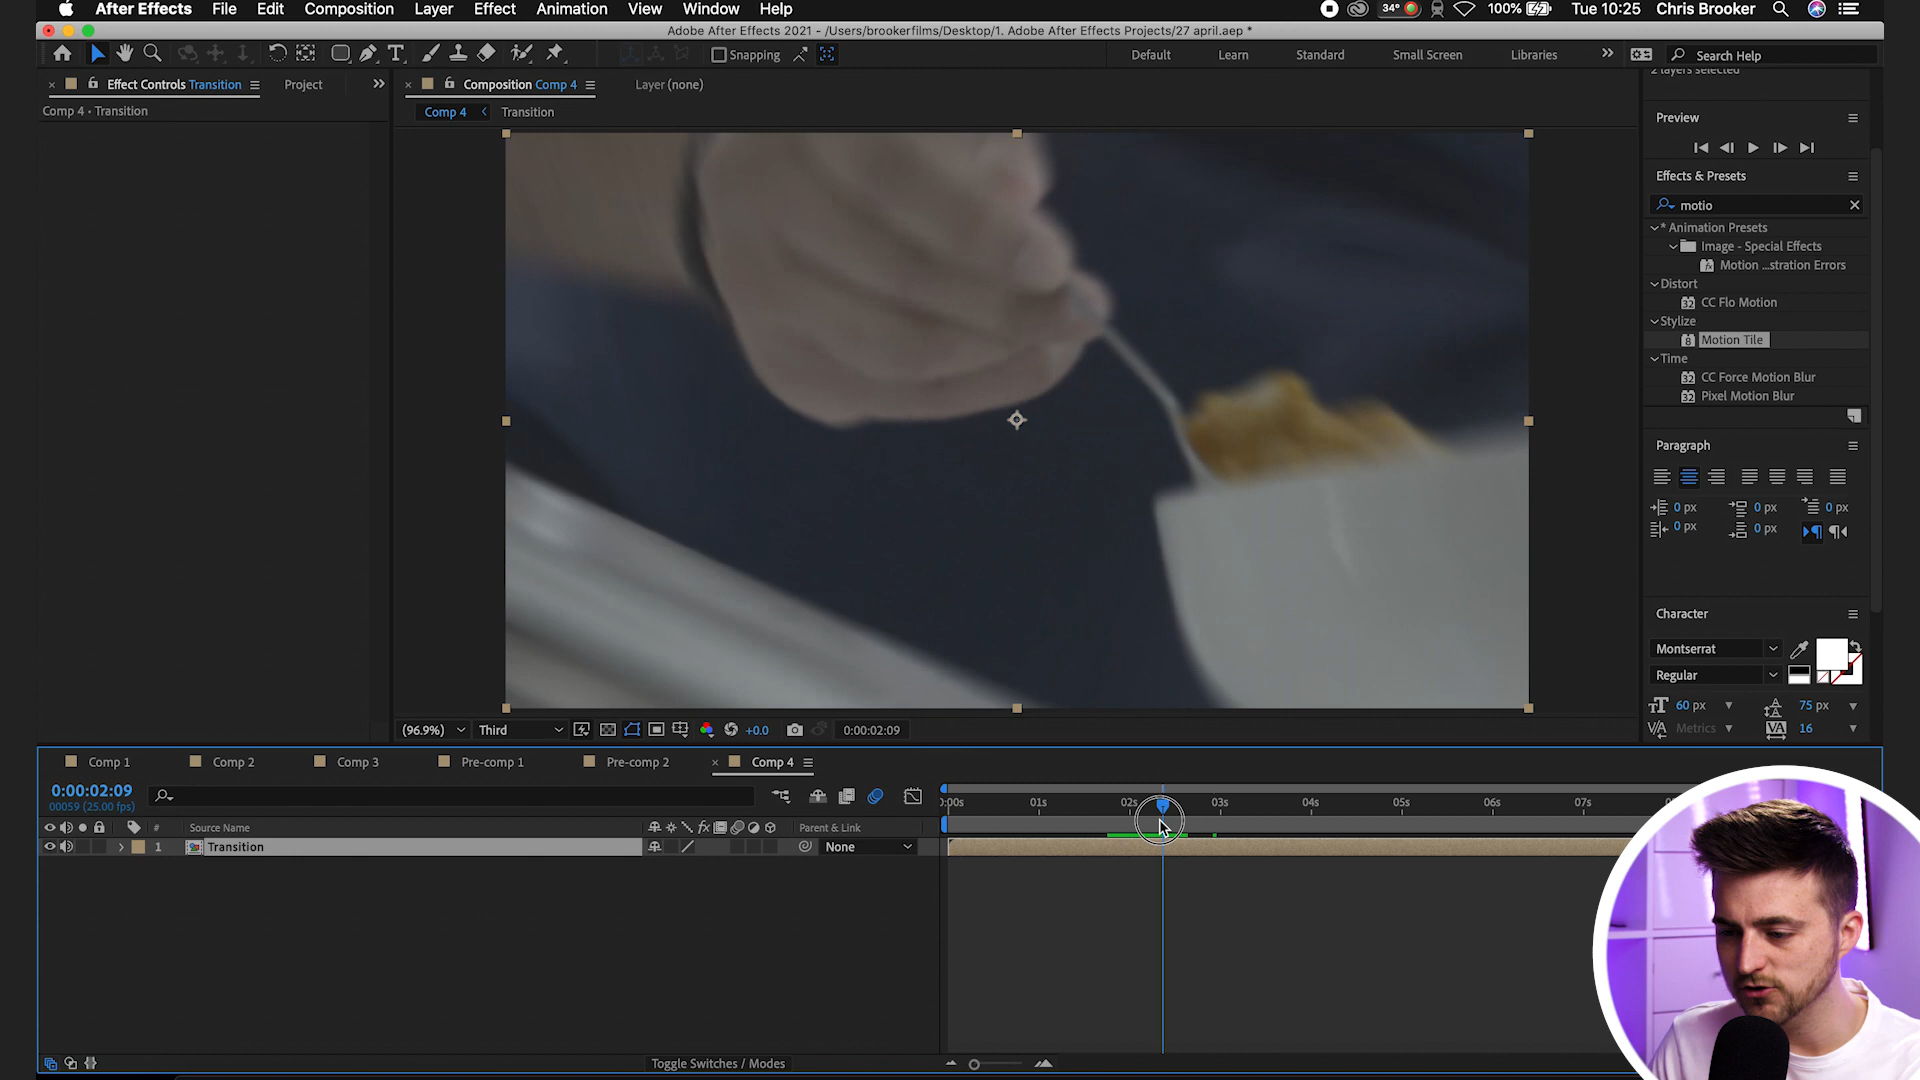 After Effects File Edit Composition Layer Effect Animation View Window Help 34° 100% Tue 10:25 Chris Brooker
Adobe After Effects 2021 - /Users/brookerfilms/Desktop/1. Adobe After Effects Projects/27 april.aep *
Snapping Default Learn Standard Small Screen Libraries Search Help
Effect Controls Transition Project Composition Comp 4 Layer (none)
2 layers selected
Comp 4 • Transition
Comp 4 Transition
Preview
Effects & Presets
motio
* Animation Presets
Image - Special Effects
Motion ...stration Errors
Distort
CC Flo Motion
Stylize
Motion Tile
Time
CC Force Motion Blur
Pixel Motion Blur
Paragraph
0 px 0 px 0 px
0 px 0 px
Character
Montserrat
Regular
60 px 75 px
Metrics 16
(96.9%) Third +0.0 0:00:02:09
Comp 1 Comp 2 Comp 3 Pre-comp 1 Pre-comp 2 Comp 4
0:00:02:09
00059 (25.00 fps)
:00s 01s 02s 03s 04s 05s 06s 07s
# Source Name Parent & Link
1 Transition None
Toggle Switches / Modes